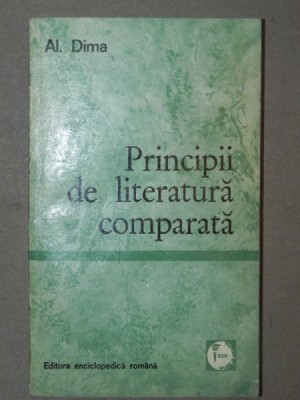 Al. Dima
Principii
de literatură
comparată
Editura enciclopedică română